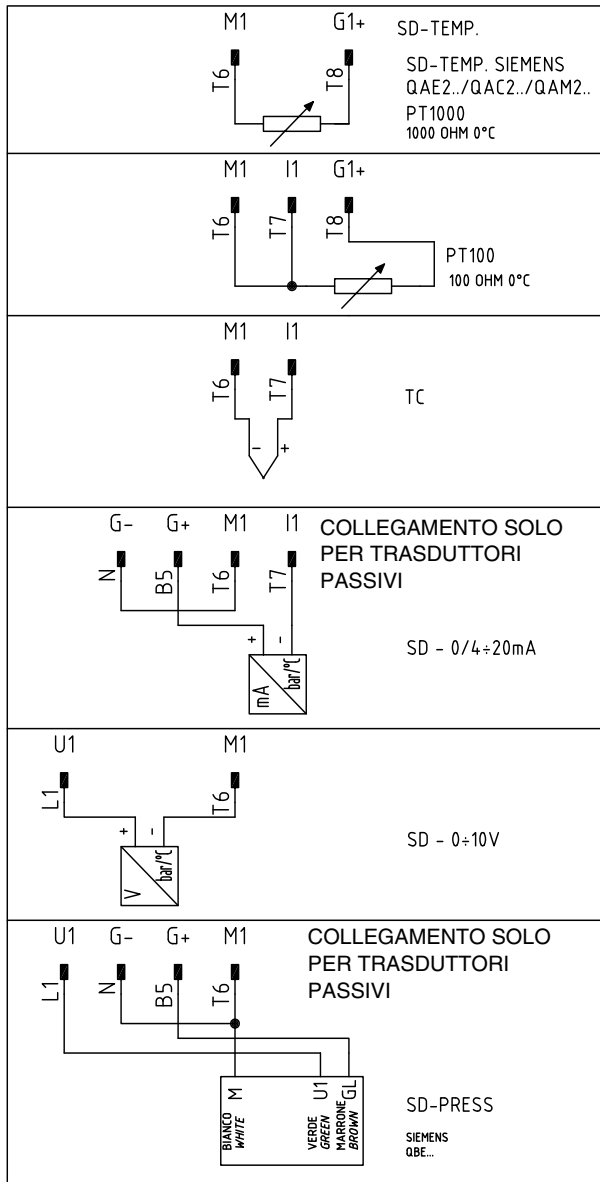 M1 G1+ SD-TEMP.
T6 T8 SD-TEMP. SIEMENS
QAE2../QAC2../QAM2..
PT1000
1000 OHM 0°C
M1 I1 G1+
T6 T7 T8
PT100
100 OHM 0°C
M1 I1
T6 T7
TC
- +
G- G+ M1 I1 COLLEGAMENTO SOLO
PER TRASDUTTORI
PASSIVI
N B5 T6 T7
+ -
SD - 0/4÷20mA
mA bar/°C
U1 M1
L1 T6
+ -
SD - 0÷10V
V bar/°C
U1 G- G+ M1 COLLEGAMENTO SOLO
PER TRASDUTTORI
PASSIVI
L1 N B5 T6
M U1 GL
BIANCO
WHITE
VERDE
GREEN
MARRONE
BROWN
SD-PRESS
SIEMENS
QBE...